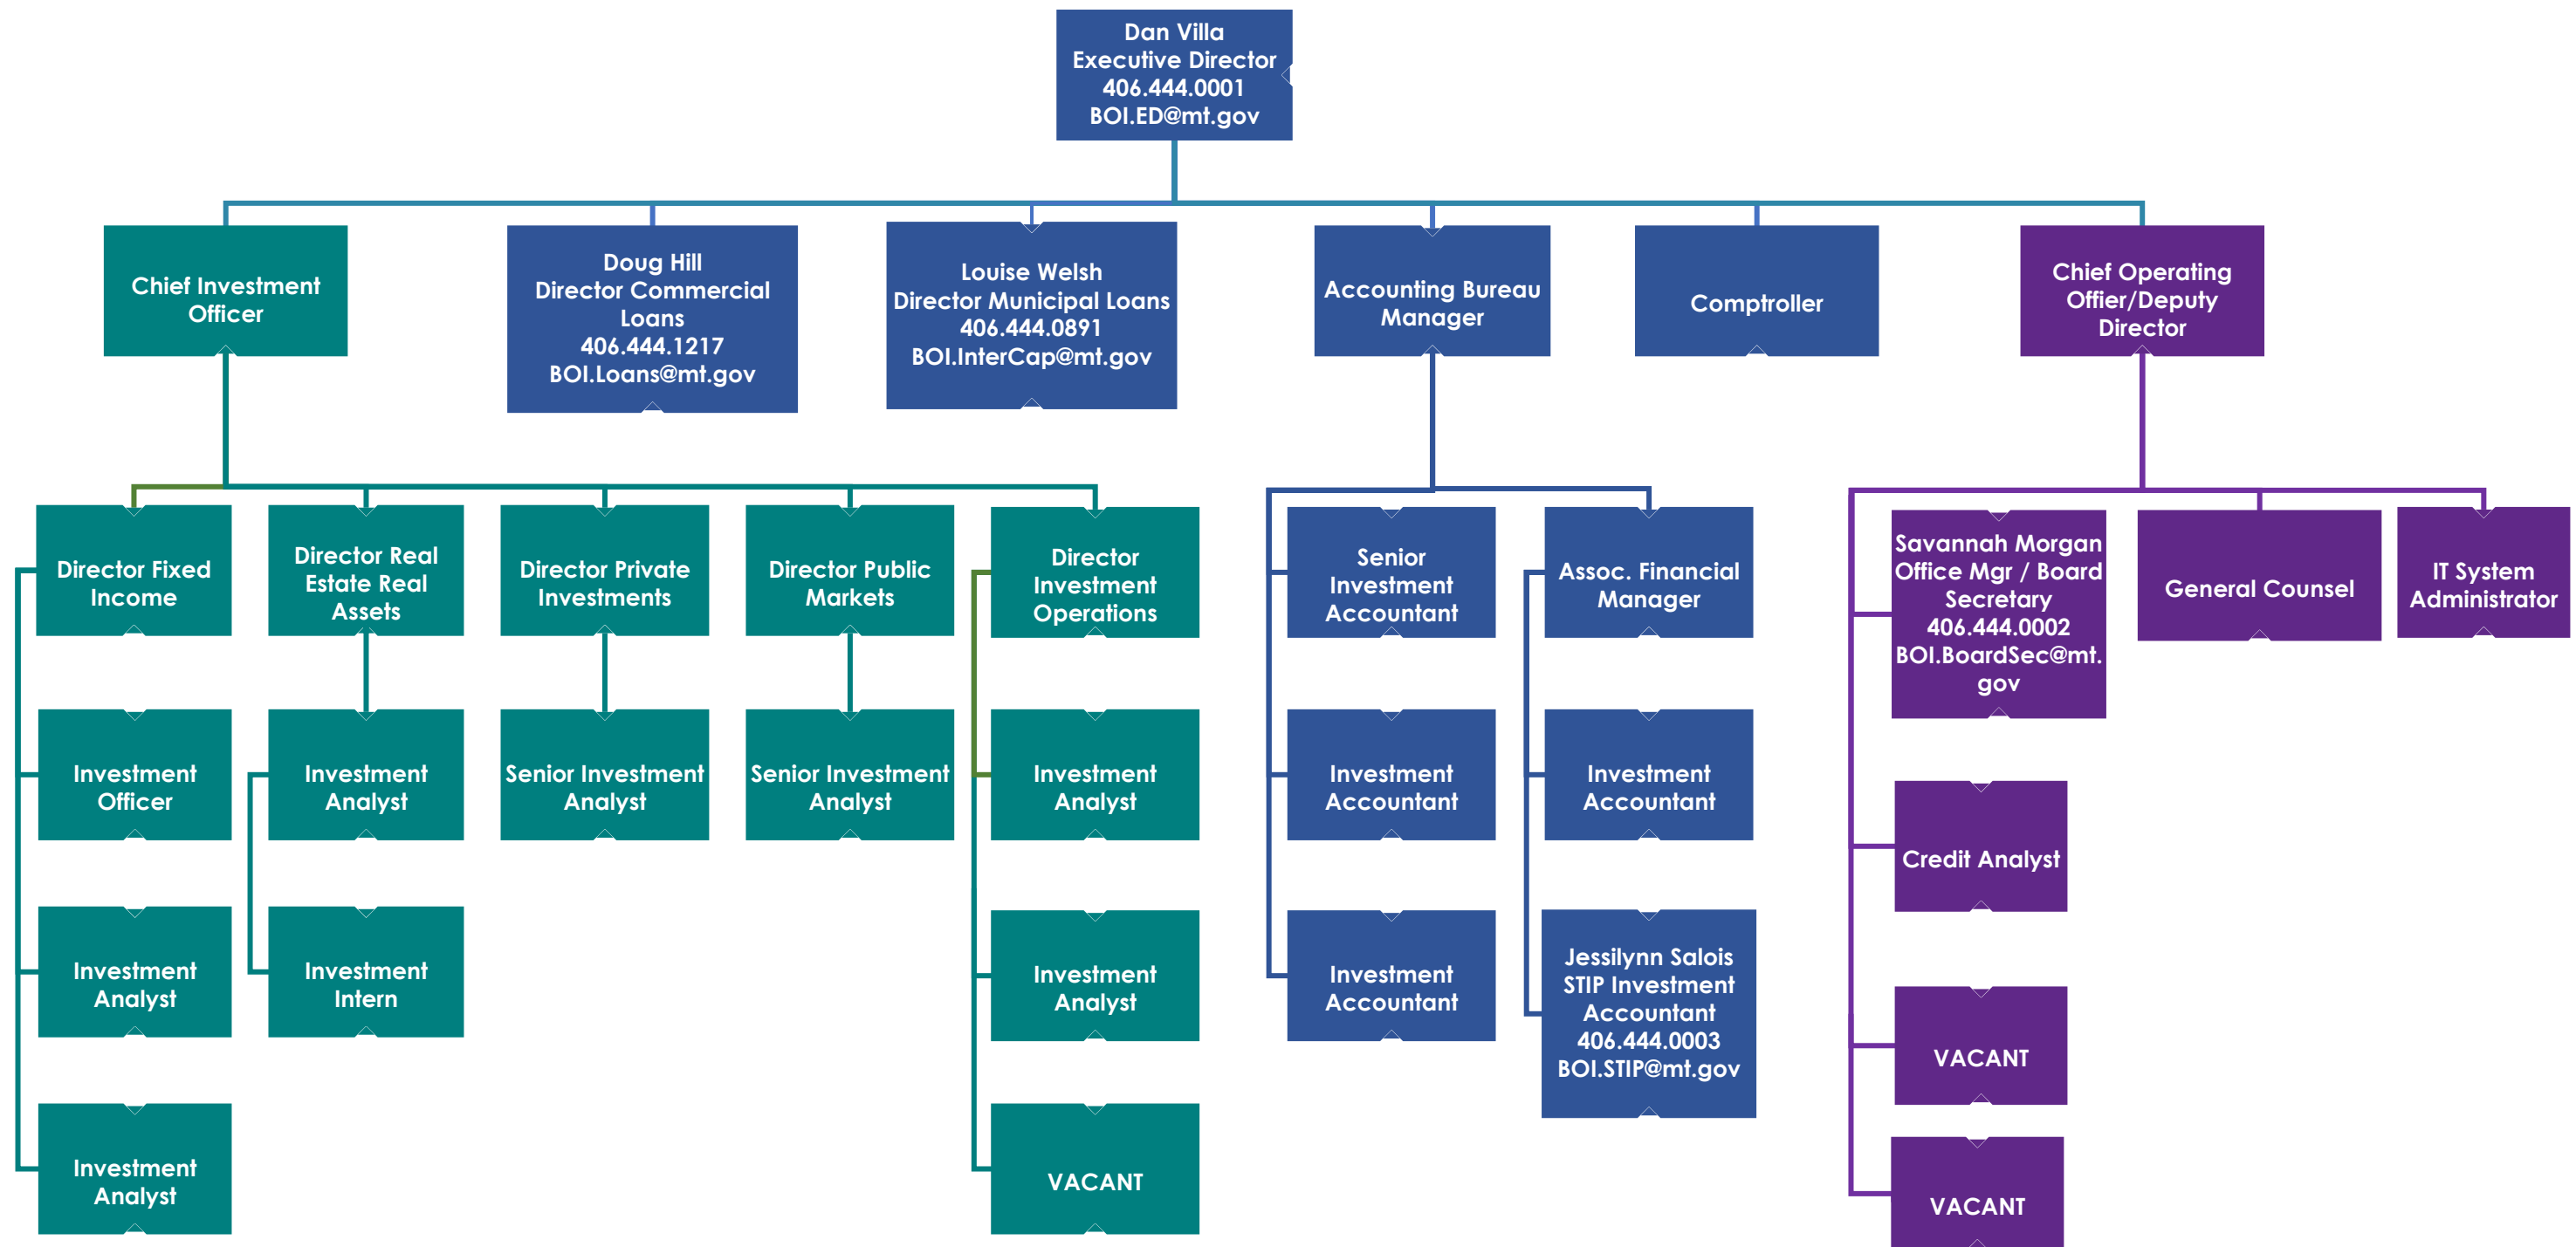 Dan Villa
Executive Director
406.444.0001
BOI.ED@mt.gov
Chief Investment
Officer
Doug Hill
Director Commercial
Loans
406.444.1217
BOI.Loans@mt.gov
Louise Welsh
Director Municipal Loans
406.444.0891
BOI.InterCap@mt.gov
Accounting Bureau
Manager
Comptroller
Chief Operating
Offier/Deputy
Director
Director Fixed
Income
Director Real
Estate Real
Assets
Director Private
Investments
Director Public
Markets
Director
Investment
Operations
Senior
Investment
Accountant
Assoc. Financial
Manager
Savannah Morgan
Office Mgr / Board
Secretary
406.444.0002
BOI.BoardSec@mt.
gov
General Counsel
IT System
Administrator
Investment
Officer
Investment
Analyst
Senior Investment
Analyst
Senior Investment
Analyst
Investment
Analyst
Investment
Accountant
Investment
Accountant
Credit Analyst
Investment
Analyst
Investment
Intern
Investment
Analyst
Investment
Accountant
Jessilynn Salois
STIP Investment
Accountant
406.444.0003
BOI.STIP@mt.gov
VACANT
Investment
Analyst
VACANT
VACANT